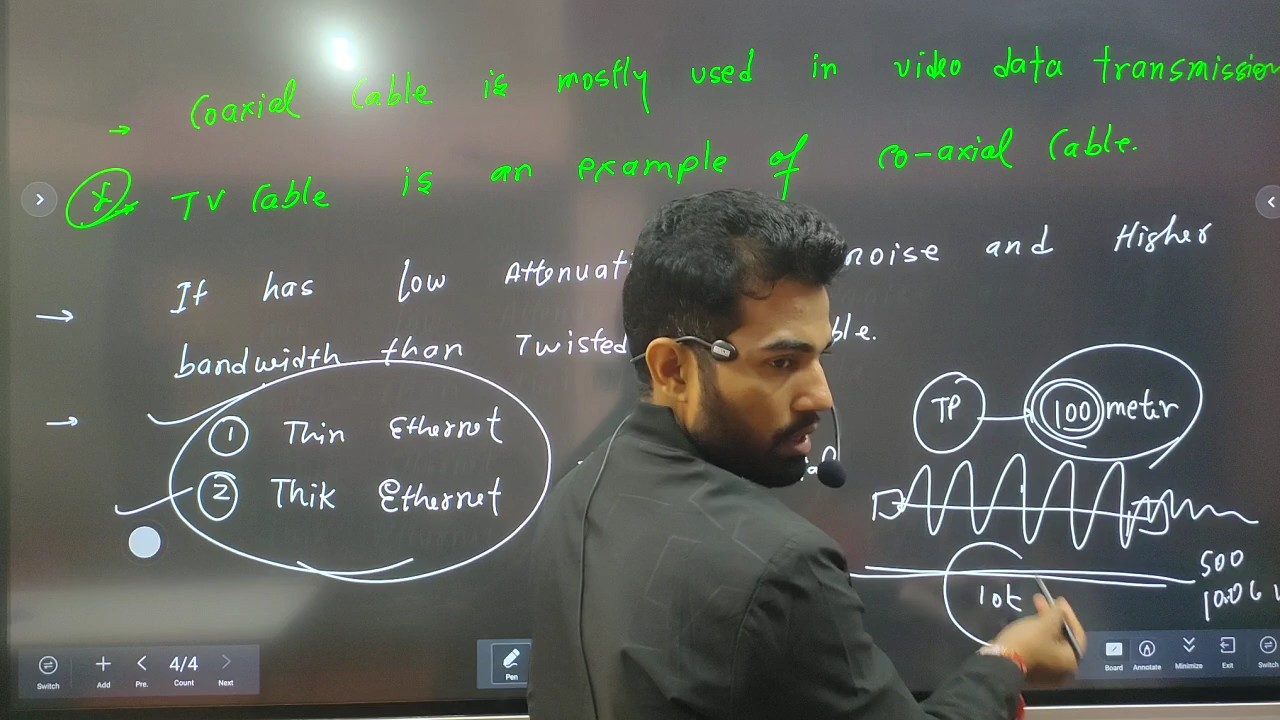 → Coaxial Cable is mostly used in video data transmission
TV Cable is an example of co-axial Cable.
→ It has low Attenuati noise and Higher
bandwidth than Twisted ble.
→ 1 Thin Ethernet
2 Thik Ethernet
TP 100 meter
500
10
Switch
Add
Pre.
4/4
Count
Next
Pen
Board
Annotate
Minimize
Exit
Switch